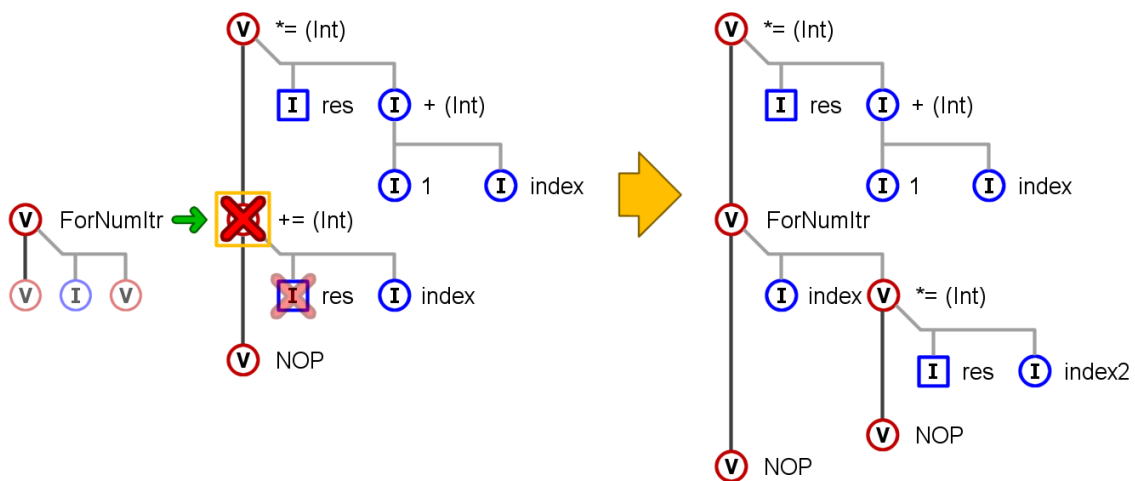 V *= (Int)
I res I + (Int)
I 1 I index
V ForNumItr += (Int)
V I V I res I index
V NOP
V *= (Int)
I res I + (Int)
I 1 I index
V ForNumItr
I index V *= (Int)
I res I index2
V NOP
V NOP